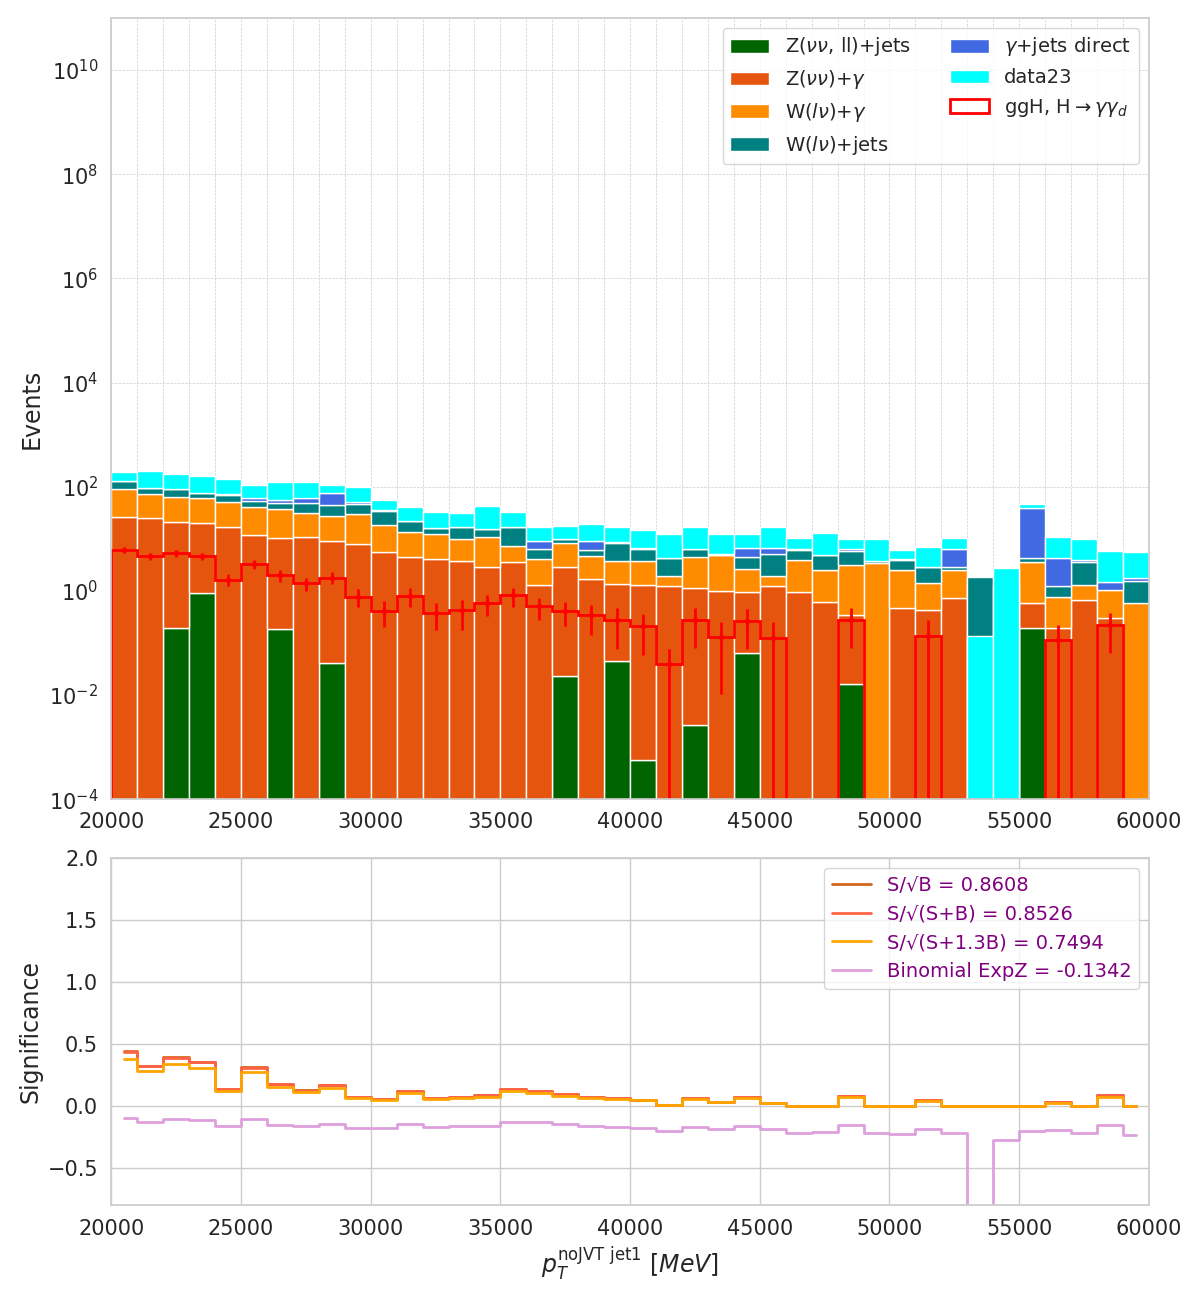 Z(νν, ll)+jets
Z(νν)+γ
W(lν)+γ
W(lν)+jets
γ+jets direct
data23
ggH, H→γγ_d
Events
10^10
10^8
10^6
10^4
10^2
10^0
10^−2
10^−4
20000 25000 30000 35000 40000 45000 50000 55000 60000
S/√B = 0.8608
S/√(S+B) = 0.8526
S/√(S+1.3B) = 0.7494
Binomial ExpZ = -0.1342
Significance
2.0
1.5
1.0
0.5
0.0
−0.5
20000 25000 30000 35000 40000 45000 50000 55000 60000
p_T^noJVT jet1 [MeV]